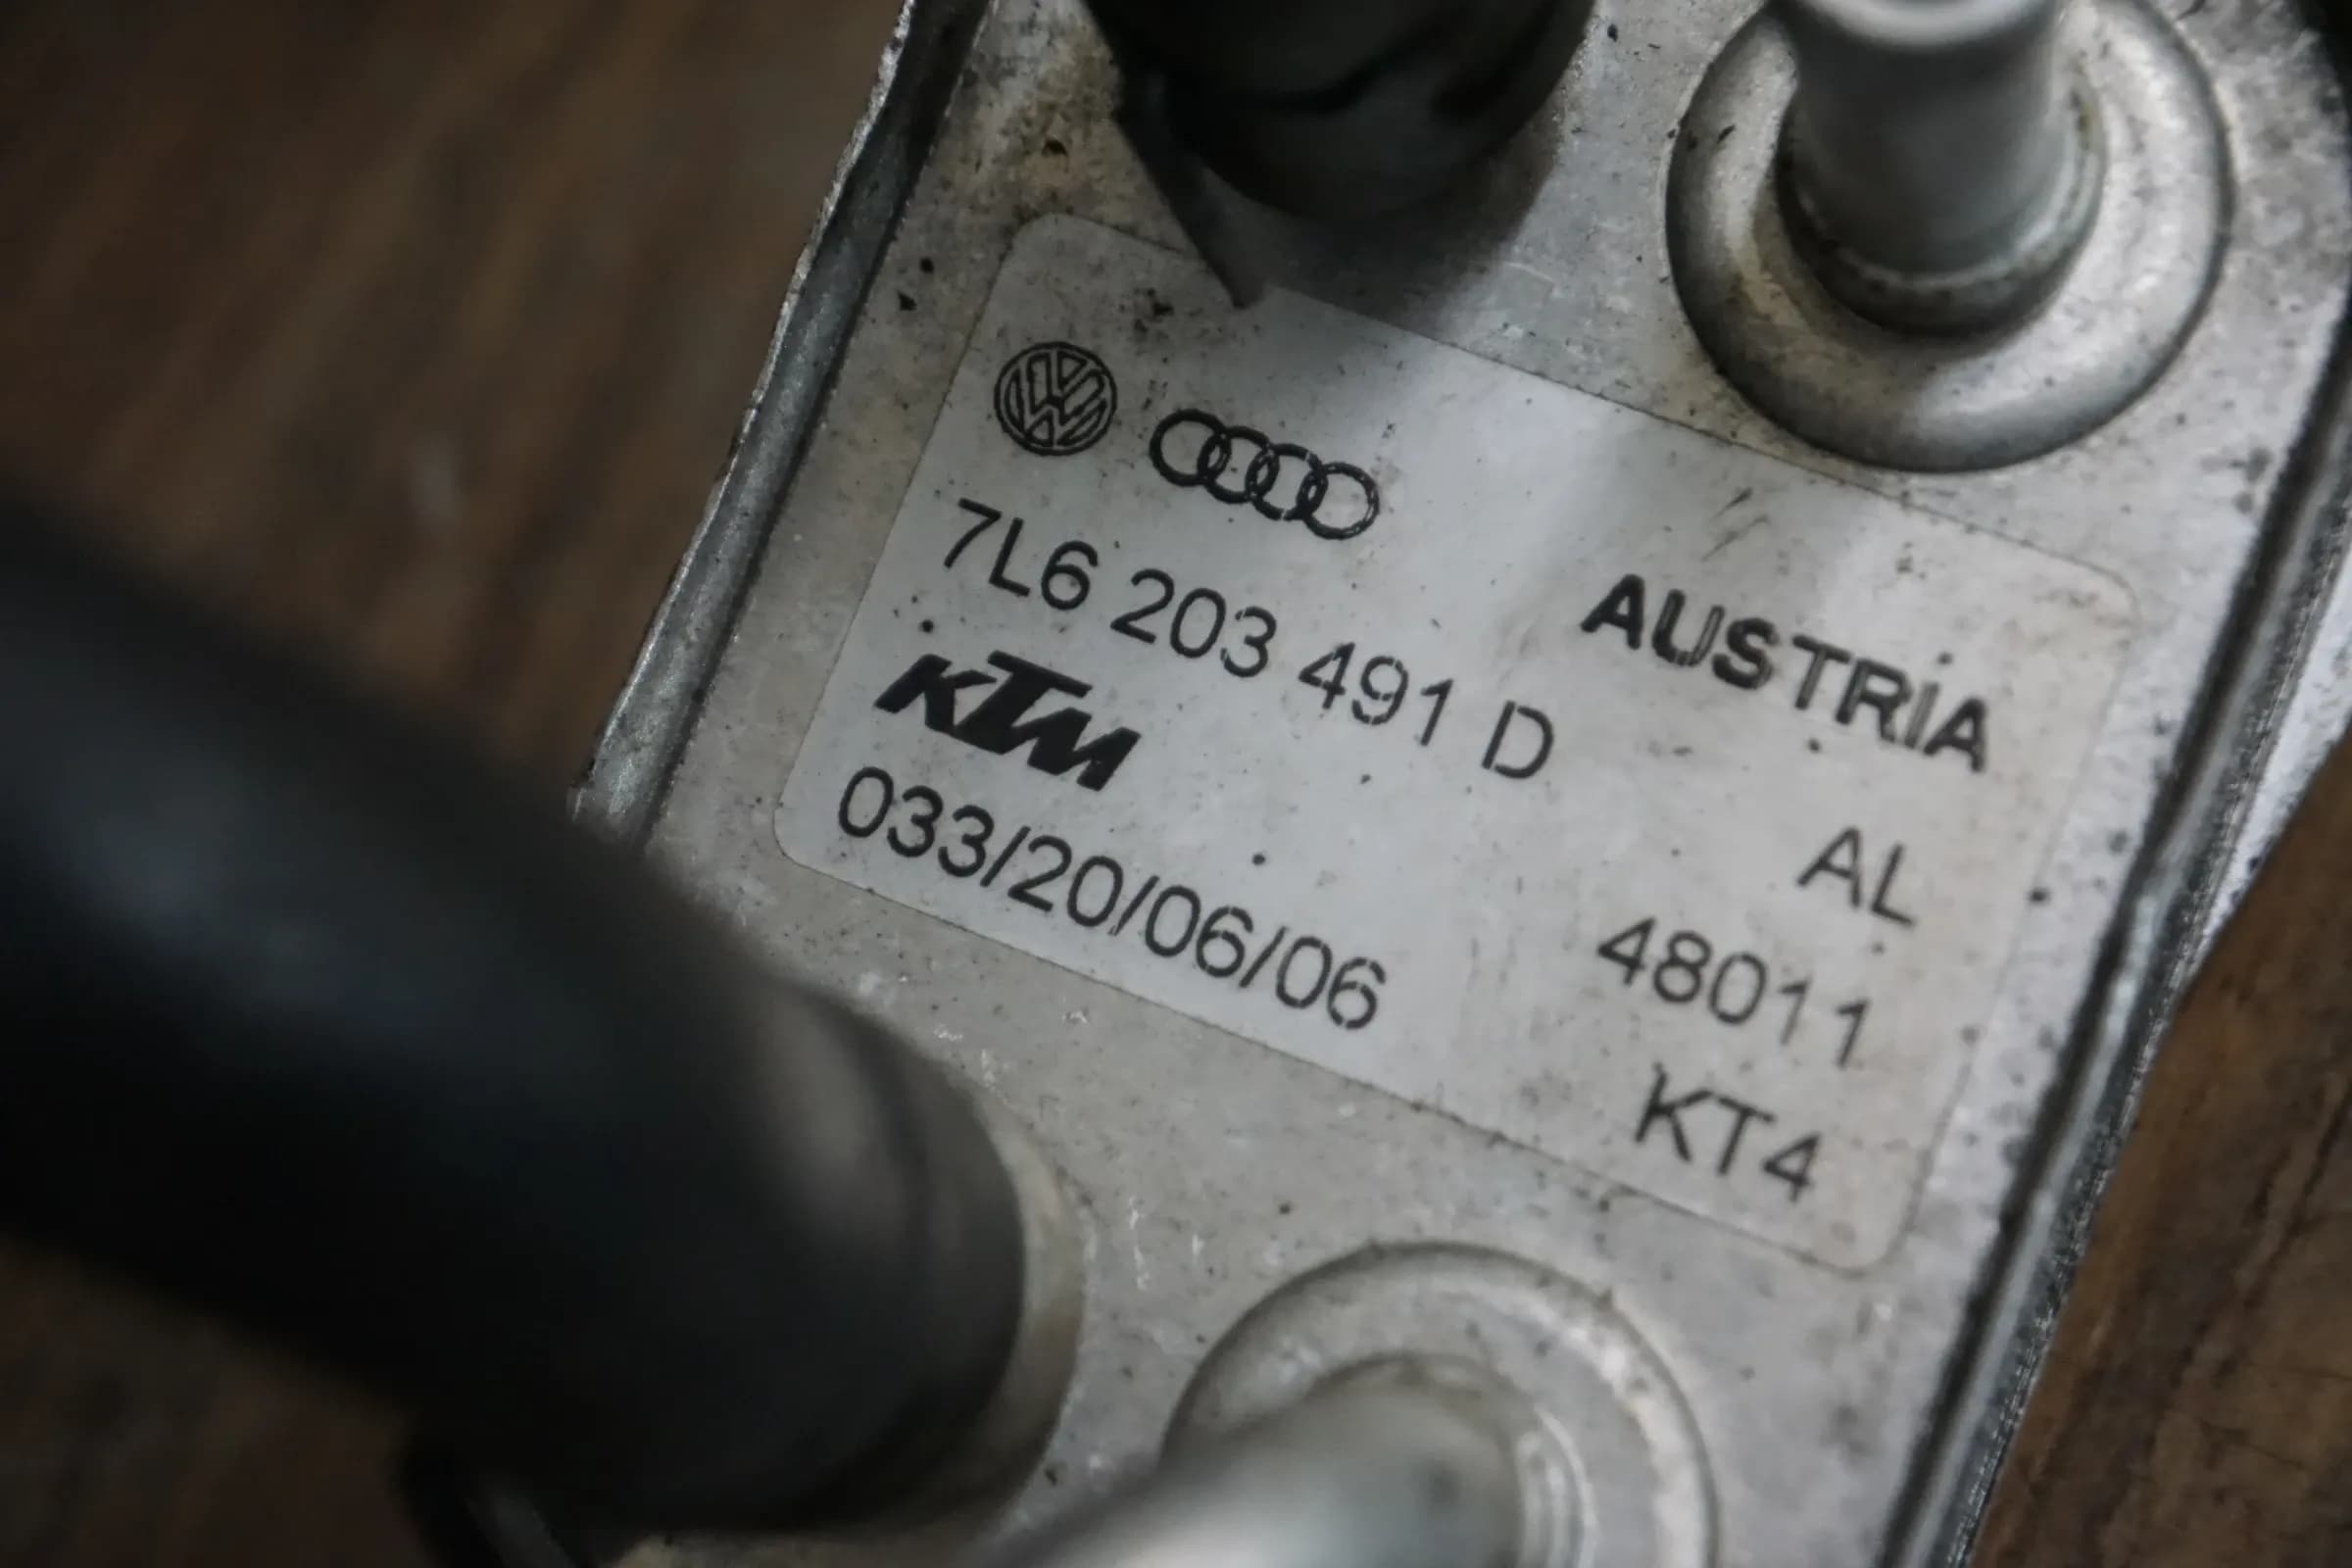 AUSTRIA
7L6 203 491 D
KTM
AL
033/20/06/06
48011
KT4